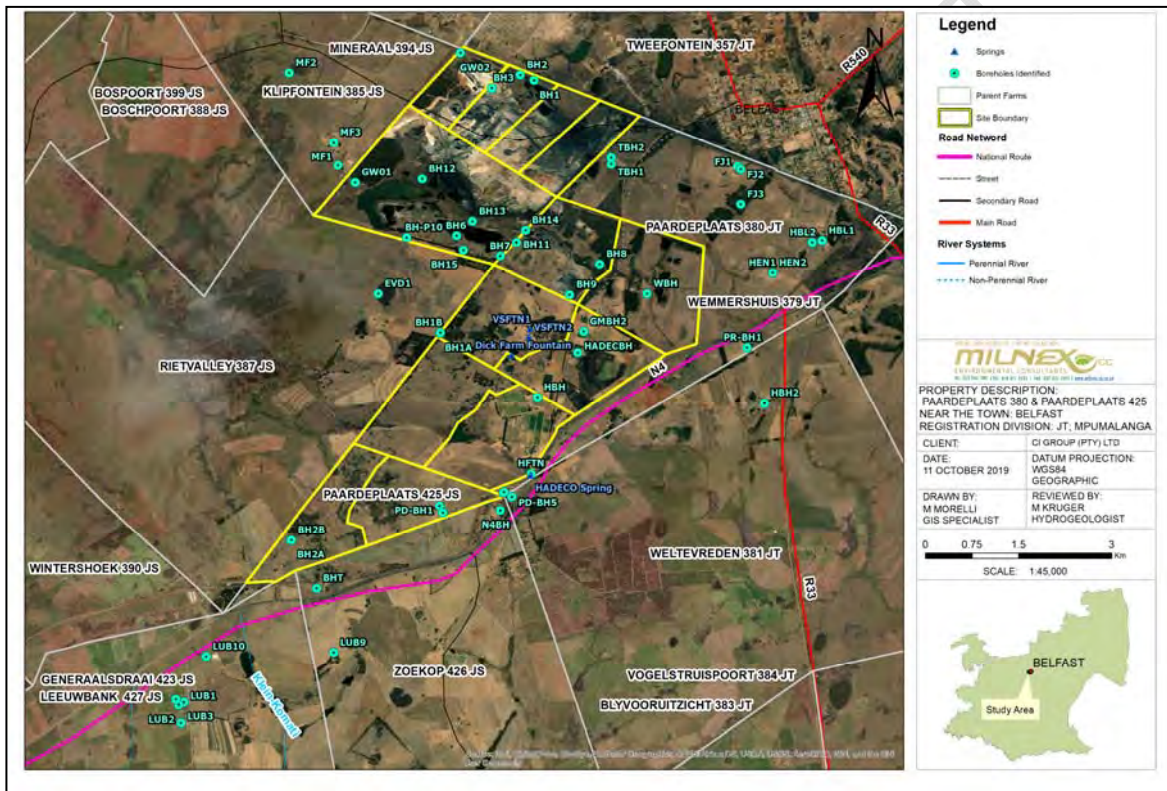 MINERAAL 394 JS
TWEEFONTEIN 357 JT
R540
N
MF2
GW02
BH3
BH2
BH1
KLIPFONTEIN 385 JS
BOSPOORT 399 JS
BOSCHPOORT 388 JS
BELFAST
MF3
MF1
GW01
BH12
TBH2
TBH1
FJ1
FJ2
FJ3
BH13
BH14
PAARDEPLAATS 380 JT
R33
BH-P10
BH6
BH7
BH11
BH15
HBL2
HBL1
BH8
HEN1
HEN2
EVD1
BH9
WBH
WEMMERSHUIS 379 JT
BH1B
BH1A
VSFTN1
VSFTN2
GMBH2
Dick Farm Fountain
HADECBH
PR-BH1
N4
RIETVALLEY 387 JS
HBH
HBH2
HFTN
HADECO Spring
PAARDEPLAATS 425 JS
PD-BH1
PD-BH5
N4BH
BH2B
BH2A
WELTEVREDEN 381 JT
WINTERSHOEK 390 JS
BHT
R33
LUB10
LUB9
ZOEKOP 426 JS
GENERAALSDRAAI 423 JS
LEEUWBANK 427 JS
LUB1
LUB2
LUB3
Klein-Komati
VOGELSTRUISPOORT 384 JT
BLYVOORUITZICHT 383 JT
Legend
Springs
Boreholes Identified
Parent Farms
Site Boundary
Road Netword
National Route
Street
Secondary Road
Main Road
River Systems
Perennial River
Non-Perennial River
MILNEX CC
ENVIRONMENTAL CONSULTANTS
PROPERTY DESCRIPTION:
PAARDEPLAATS 380 & PAARDEPLAATS 425
NEAR THE TOWN: BELFAST
REGISTRATION DIVISION: JT; MPUMALANGA
CLIENT:
CI GROUP (PTY) LTD
DATE:
11 OCTOBER 2019
DATUM PROJECTION:
WGS84
GEOGRAPHIC
DRAWN BY:
M MORELLI
GIS SPECIALIST
REVIEWED BY:
M KRUGER
HYDROGEOLOGIST
0 0.75 1.5 3
Km
SCALE: 1:45,000
BELFAST
Study Area